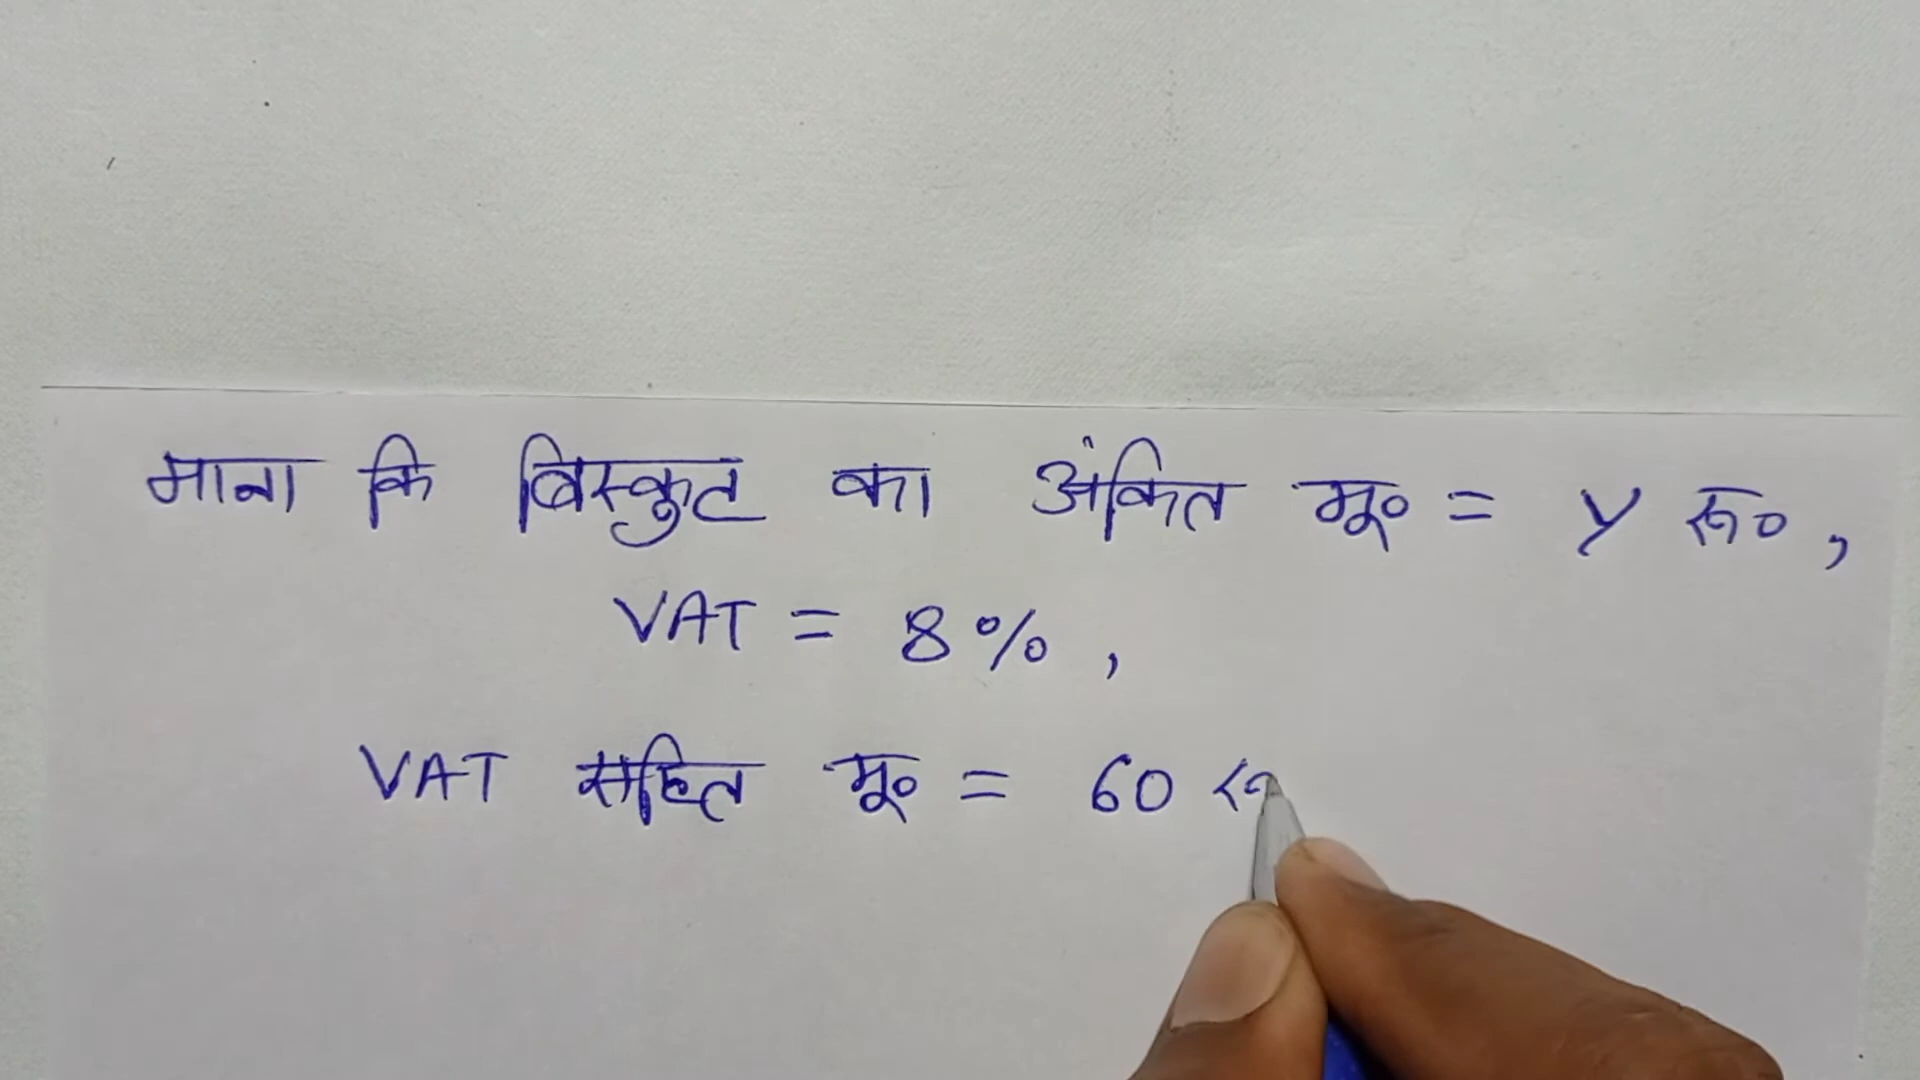 माना कि बिस्कुट का अंकित मू० = y रू० ,
VAT = 8% ,
VAT सहित मू० = 60